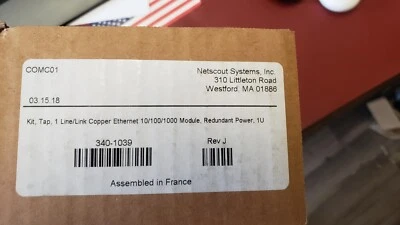 COMC01
Netscout Systems, Inc.
310 Littleton Road
Westford, MA 01886
03.15.18
Kit, Tap, 1 Line/Link Copper Ethernet 10/100/1000 Module, Redundant Power, 1U
340-1039
Rev J
Assembled in France